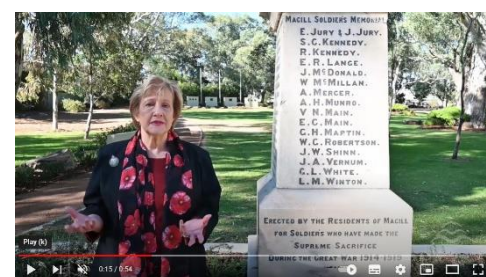 MAGILL SOLDIERS MEMORIAL
E. JURY & J. JURY.
S. G. KENNEDY.
R. KENNEDY.
E. R. LANGE.
J. McDONALD.
W McMILLAN.
A. MERCER.
A. H. MUNRO.
V N. MAIN.
E. C. MAIN.
G. H. MARTIN.
W. G. ROBERTSON.
J. W. SHINN.
J. A. VERNUM.
G. L. WHITE.
L. M. WINTON.
ERECTED BY THE RESIDENTS OF MAGILL
FOR SOLDIERS WHO HAVE MADE THE
SUPREME SACRIFICE
DURING THE GREAT WAR 1914-1919
Play (k)
0:15 / 0:54